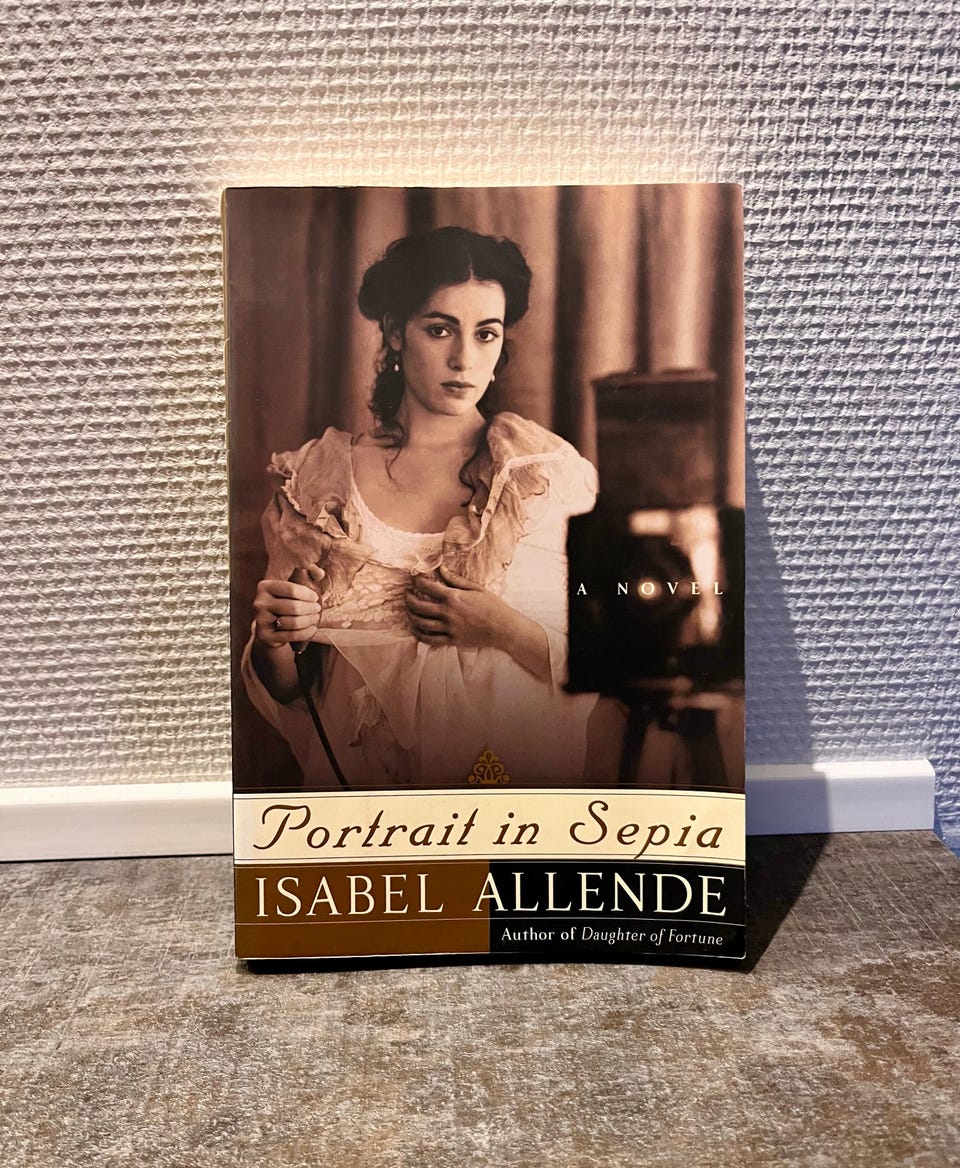 A NOVEL
Portrait in Sepia
ISABEL ALLENDE
Author of Daughter of Fortune